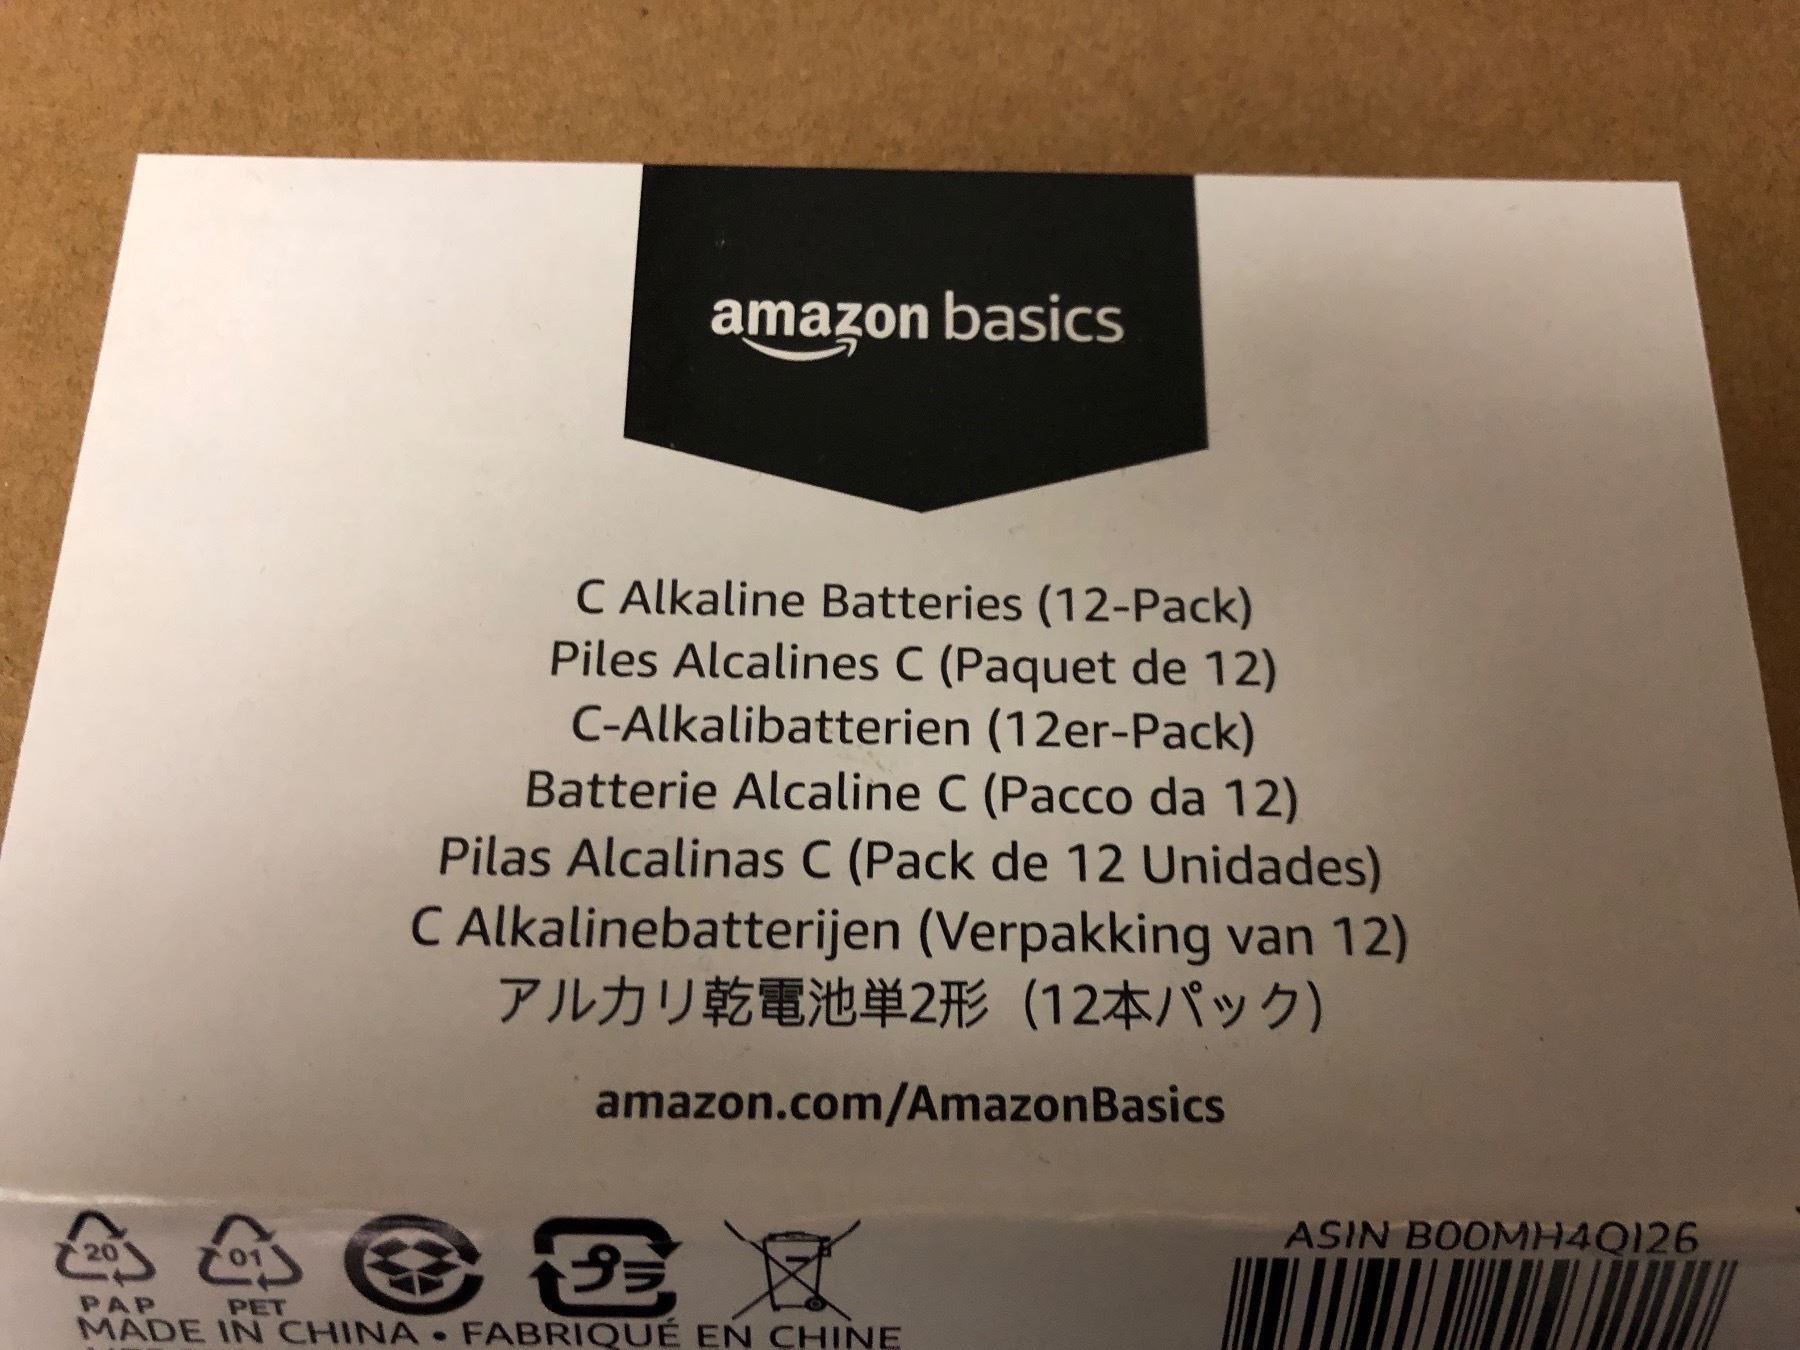 amazon basics
C Alkaline Batteries (12-Pack)
Piles Alcalines C (Paquet de 12)
C-Alkalibatterien (12er-Pack)
Batterie Alcaline C (Pacco da 12)
Pilas Alcalinas C (Pack de 12 Unidades)
C Alkalinebatterijen (Verpakking van 12)
アルカリ乾電池単2形 (12本パック)
amazon.com/AmazonBasics
20 01 プラ
PAP PET
ASIN B00MH4QI26
MADE IN CHINA • FABRIQUÉ EN CHINE